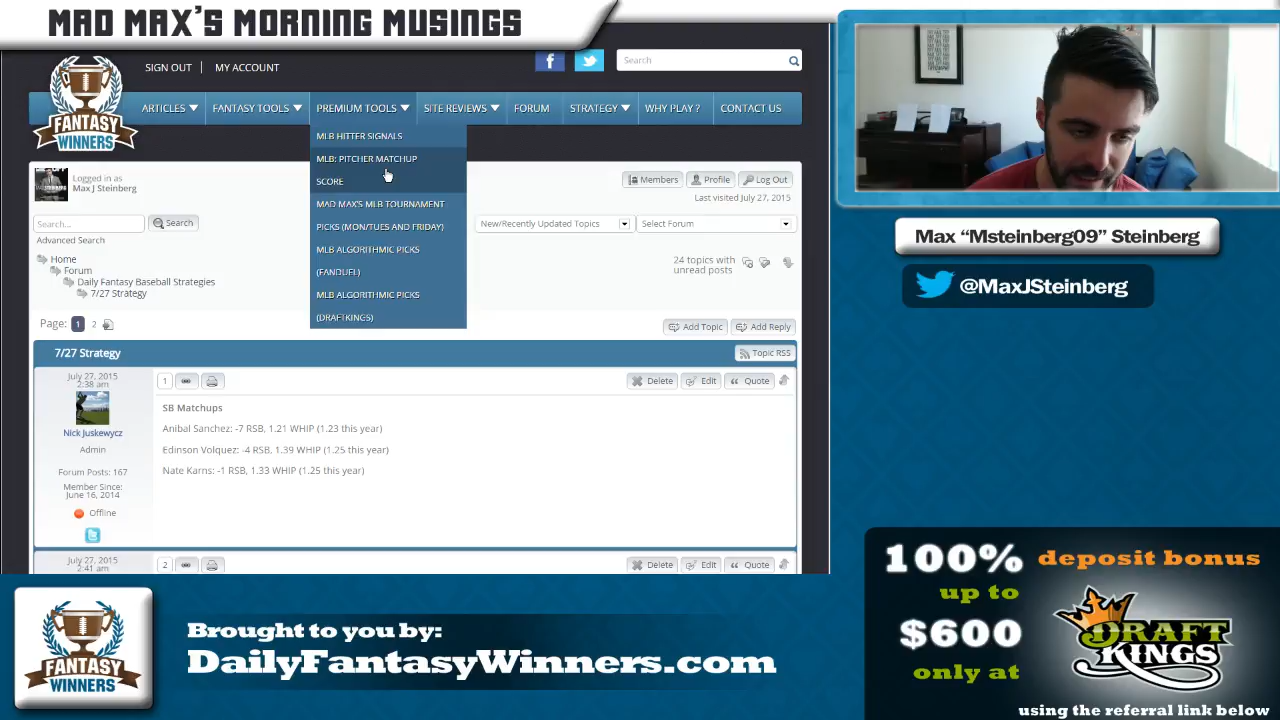 MAD MAX'S MORNING MUSINGS
SIGN OUT
MY ACCOUNT
Search
FANTASY
WINNERS
ARTICLES
FANTASY TOOLS
PREMIUM TOOLS
SITE REVIEWS
FORUM
STRATEGY
WHY PLAY ?
CONTACT US
MLB HITTER SIGNALS
MLB: PITCHER MATCHUP
SCORE
MAD MAX'S MLB TOURNAMENT
PICKS (MON/TUES AND FRIDAY)
MLB ALGORITHMIC PICKS
(FANDUEL)
MLB ALGORITHMIC PICKS
(DRAFTKINGS)
Logged in as
Max J Steinberg
Members
Profile
Log Out
Last visited July 27, 2015
Search...
Search
Advanced Search
New/Recently Updated Topics
Select Forum
Home
Forum
Daily Fantasy Baseball Strategies
7/27 Strategy
24 topics with
unread posts
Page: 1 2
Add Topic
Add Reply
7/27 Strategy
Topic RSS
July 27, 2015
2:38 am
1
Delete
Edit
Quote
Nick Juskewycz
Admin
Forum Posts: 167
Member Since:
June 16, 2014
Offline
SB Matchups
Anibal Sanchez: -7 RSB, 1.21 WHIP (1.23 this year)
Edinson Volquez: -4 RSB, 1.39 WHIP (1.25 this year)
Nate Karns: -1 RSB, 1.33 WHIP (1.25 this year)
July 27, 2015
2:41 am
2
Delete
Edit
Quote
Max "Msteinberg09" Steinberg
@MaxJSteinberg
FANTASY
WINNERS
Brought to you by:
DailyFantasyWinners.com
100% deposit bonus
up to
$600
only at
DRAFT
KINGS
using the referral link below